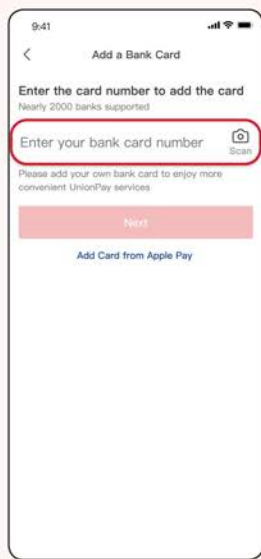 9:41
Add a Bank Card
Enter the card number to add the card
Nearly 2000 banks supported
Enter your bank card number
Scan
Please add your own bank card to enjoy more
convenient UnionPay services
Next
Add Card from Apple Pay